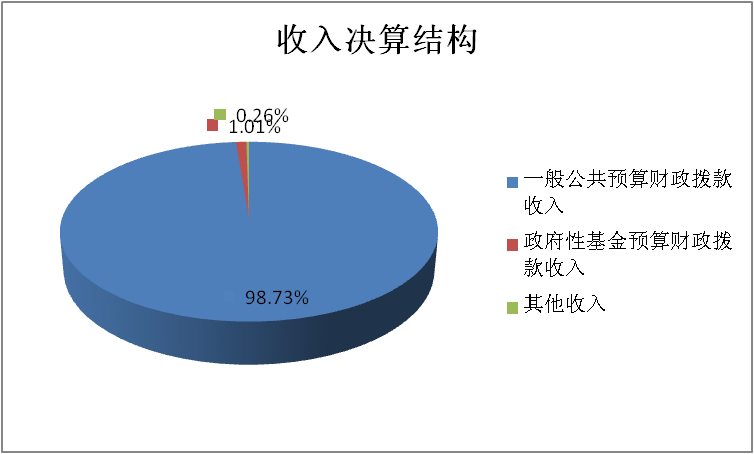 收入决算结构
0.26%
1.01%
98.73%
一般公共预算财政拨款
收入
政府性基金预算财政拨
款收入
其他收入